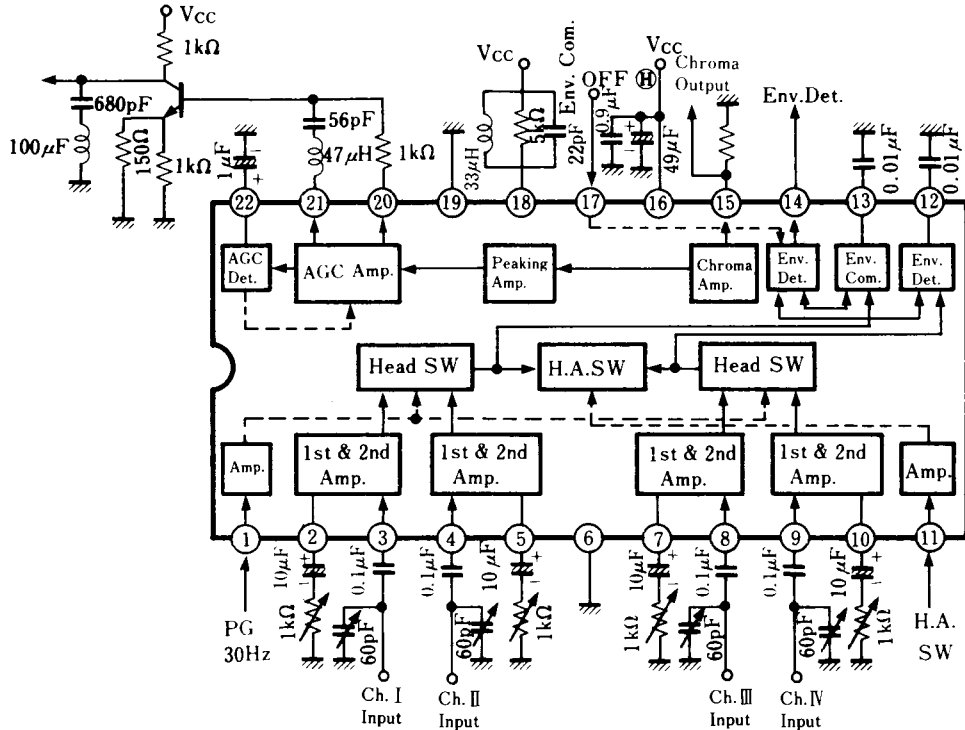 VCC
1kΩ
680pF
100μF
150Ω
1kΩ
1μF
+
−
56pF
47μH
1kΩ
33μH
VCC
5kΩ
22pF
Env. Com.
OFF Ⓗ
0.9μF
VCC
+
−
49μF
Chroma
Output
Env.Det.
0.01μF
0.01μF
22
21
20
19
18
17
16
15
14
13
12
AGC
Det.
AGC Amp.
Peaking
Amp.
Chroma
Amp.
Env.
Det.
Env.
Com.
Env.
Det.
Head SW
H.A.SW
Head SW
Amp.
1st & 2nd
Amp.
1st & 2nd
Amp.
1st & 2nd
Amp.
1st & 2nd
Amp.
Amp.
1
2
3
4
5
6
7
8
9
10
11
PG
30Hz
10μF
+
−
1kΩ
0.1μF
60pF
Ch. I
Input
0.1μF
60pF
Ch. II
Input
10μF
+
−
1kΩ
10μF
+
−
1kΩ
0.1μF
60pF
Ch. III
Input
0.1μF
60pF
Ch. IV
Input
10μF
+
−
1kΩ
H.A.
SW